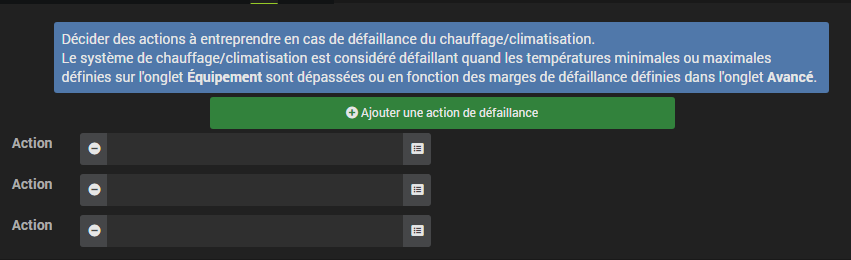 Décider des actions à entreprendre en cas de défaillance du chauffage/climatisation.
Le système de chauffage/climatisation est considéré défaillant quand les températures minimales ou maximales
définies sur l'onglet Équipement sont dépassées ou en fonction des marges de défaillance définies dans l'onglet Avancé.
Ajouter une action de défaillance
Action
Action
Action